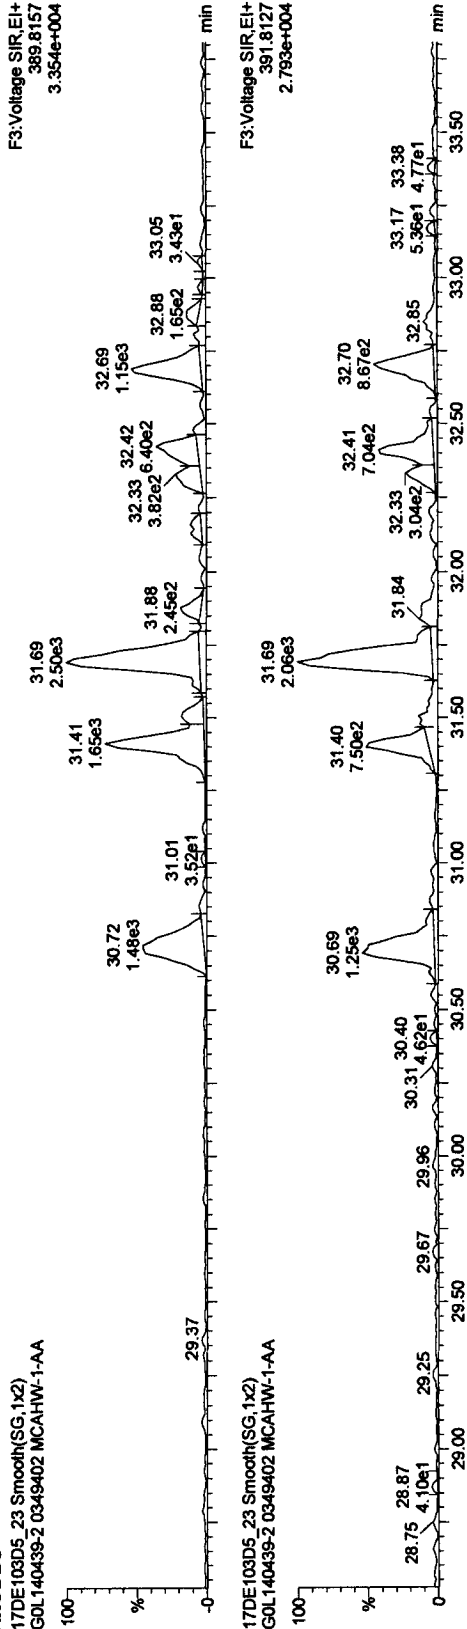 17DE103D5_23 Smooth(SG,1x2)
G0L140439-2 0349402 MCAHW-1-AA
F3:Voltage SIR,EI+
389.8157
3.354e+004
100
%
-0
29.37
30.72
1.48e3
31.01
3.52e1
31.41
1.65e3
31.69
2.50e3
31.88
2.45e2
32.33
3.82e2
32.42
6.40e2
32.69
1.15e3
32.88
1.65e2
33.05
3.43e1
min
17DE103D5_23 Smooth(SG,1x2)
G0L140439-2 0349402 MCAHW-1-AA
F3:Voltage SIR,EI+
391.8127
2.793e+004
100
%
0
28.75
28.87
4.10e1
29.25
29.67
29.96
30.31
30.40
4.62e1
30.69
1.25e3
31.40
7.50e2
31.69
2.06e3
31.84
32.33
3.04e2
32.41
7.04e2
32.70
8.67e2
32.85
33.17
5.36e1
33.38
4.77e1
min
29.00 29.50 30.00 30.50 31.00 31.50 32.00 32.50 33.00 33.50